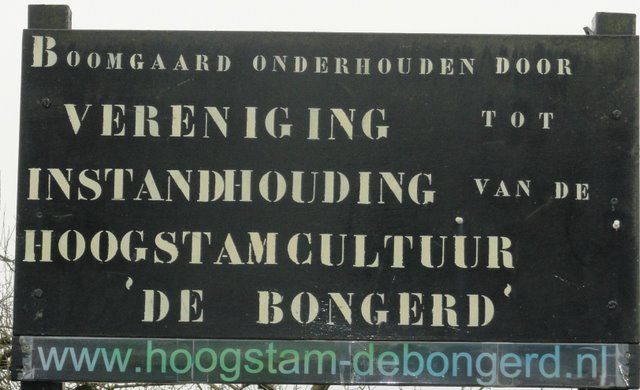 BOOMGAARD ONDERHOUDEN DOOR
VERENIGING TOT
INSTANDHOUDING VAN DE
HOOGSTAMCULTUUR
'DE BONGERD'
www.hoogstam-debongerd.nl